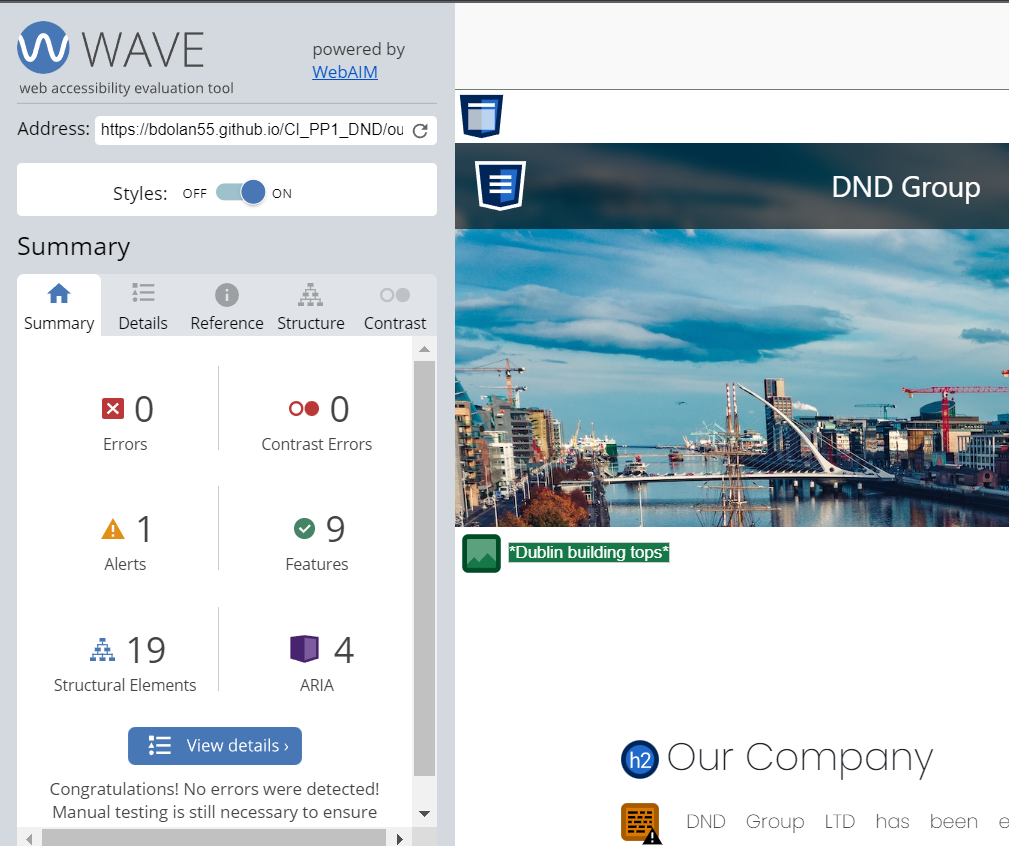 WAVE
powered by
WebAIM
web accessibility evaluation tool
Address: https://bdolan55.github.io/CI_PP1_DND/ou
Styles: OFF ON
Summary
Summary Details Reference Structure Contrast
0 0
Errors Contrast Errors
1 9
Alerts Features
19 4
Structural Elements ARIA
View details ›
Congratulations! No errors were detected!
Manual testing is still necessary to ensure
DND Group
*Dublin building tops*
h2 Our Company
DND Group LTD has been e